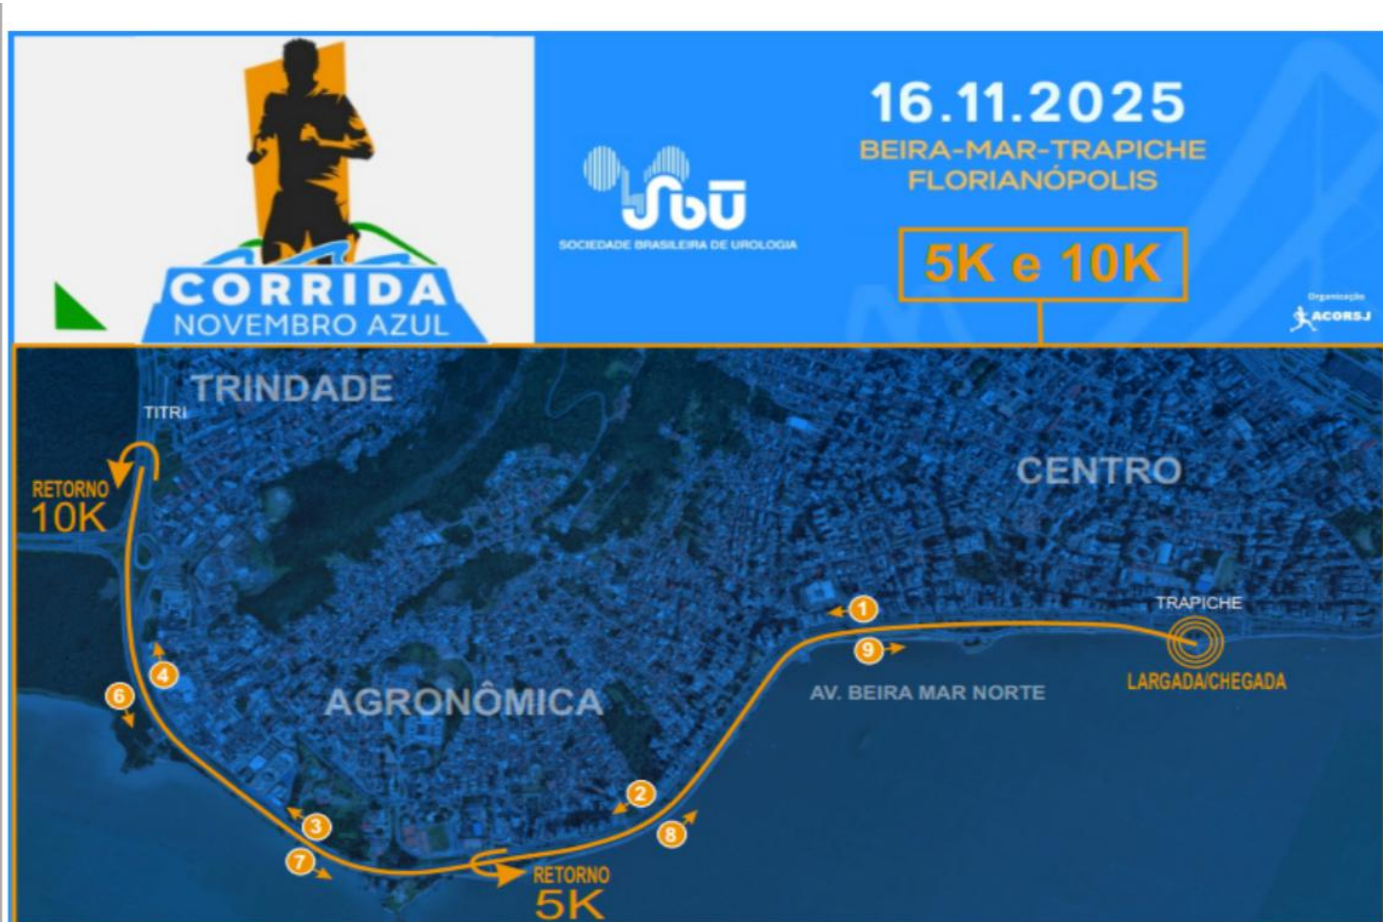 16.11.2025
BEIRA-MAR-TRAPICHE
FLORIANÓPOLIS
Sbū
SOCIEDADE BRASILEIRA DE UROLOGIA
5K e 10K
CORRIDA
NOVEMBRO AZUL
Organização
ACORSJ
TRINDADE
TITRI
RETORNO
10K
CENTRO
TRAPICHE
1
9
LARGADA/CHEGADA
4
6
AGRONÔMICA
AV. BEIRA MAR NORTE
2
3
8
7
RETORNO
5K